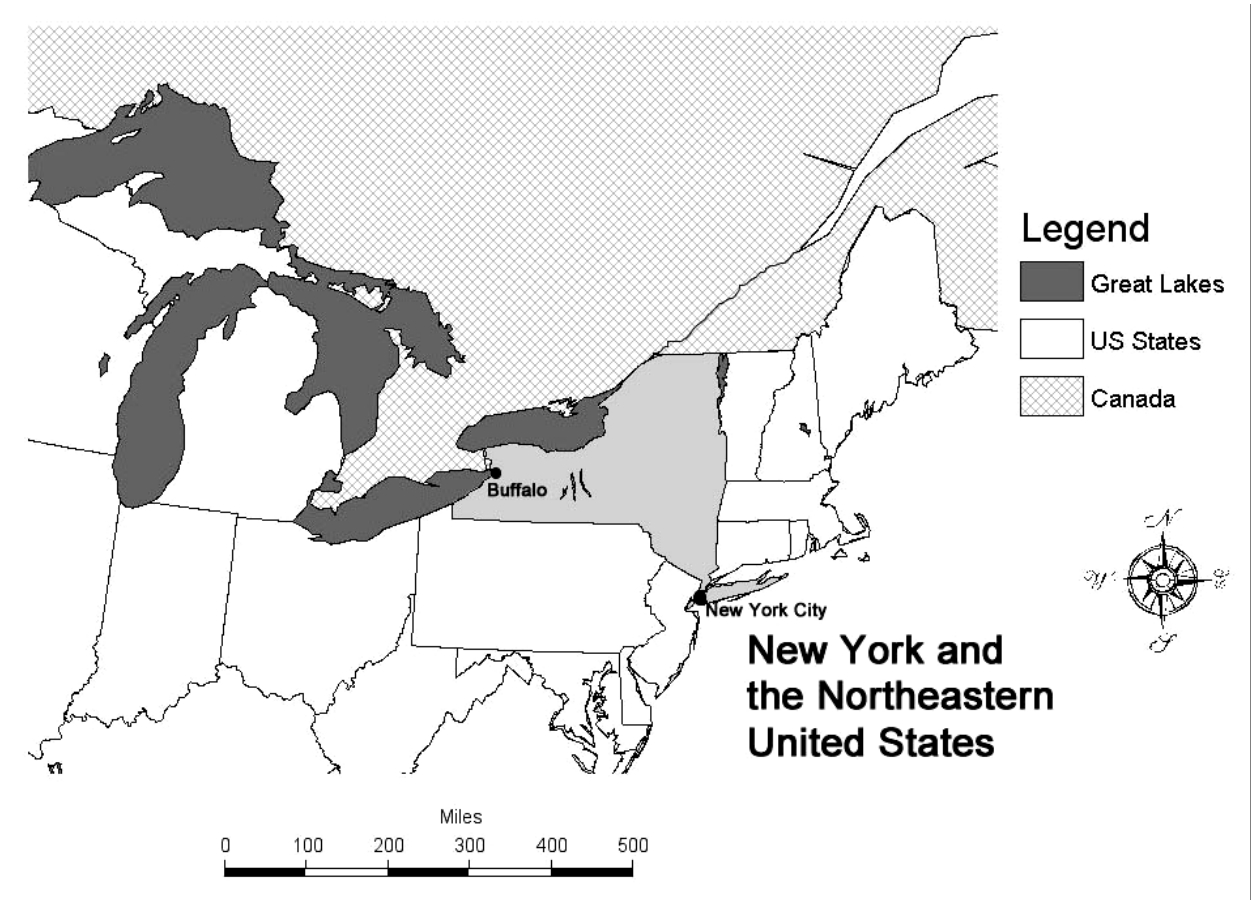 Legend
Great Lakes
US States
Canada
Buffalo
New York City
N
W
E
S
New York and
the Northeastern
United States
Miles
0 100 200 300 400 500